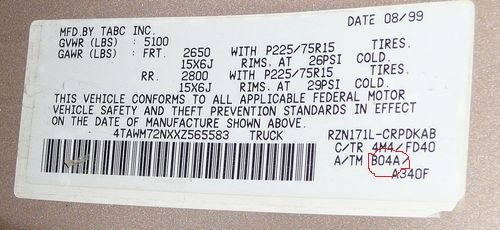 MFD.BY TABC INC. DATE 08/99
GVWR (LBS) : 5100
GAWR (LBS) : FRT. 2650 WITH P225/75R15 TIRES.
15X6J RIMS. AT 26PSI COLD.
RR. 2800 WITH P225/75R15 TIRES.
15X6J RIMS. AT 29PSI COLD.
THIS VEHICLE CONFORMS TO ALL APPLICABLE FEDERAL MOTOR
VEHICLE SAFETY AND THEFT PREVENTION STANDARDS IN EFFECT
ON THE DATE OF MANUFACTURE SHOWN ABOVE.
4TAWM72NXXZ565583 TRUCK RZN171L-CRPDKAB
C/TR 4M4/FD40
A/TM B04A/
A340F